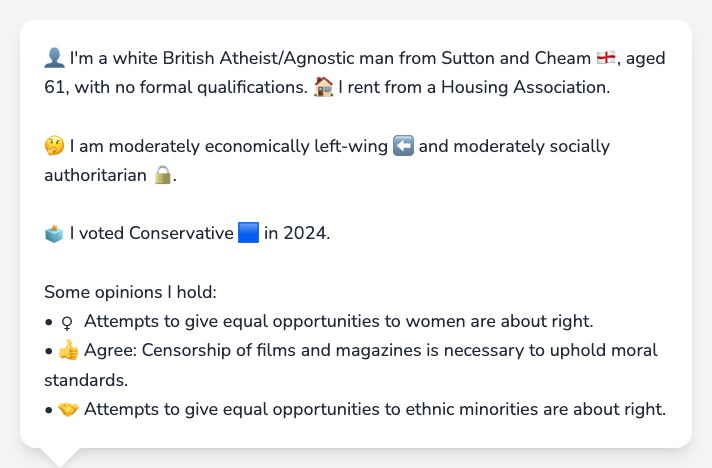 👤 I'm a white British Atheist/Agnostic man from Sutton and Cheam 🏴󠁧󠁢󠁥󠁮󠁧󠁿, aged
61, with no formal qualifications. 🏠 I rent from a Housing Association.
🤔 I am moderately economically left-wing ⬅️ and moderately socially
authoritarian 🔒.
🗳️ I voted Conservative 🟦 in 2024.
Some opinions I hold:
• ♀ Attempts to give equal opportunities to women are about right.
• 👍 Agree: Censorship of films and magazines is necessary to uphold moral
standards.
• 🤝 Attempts to give equal opportunities to ethnic minorities are about right.